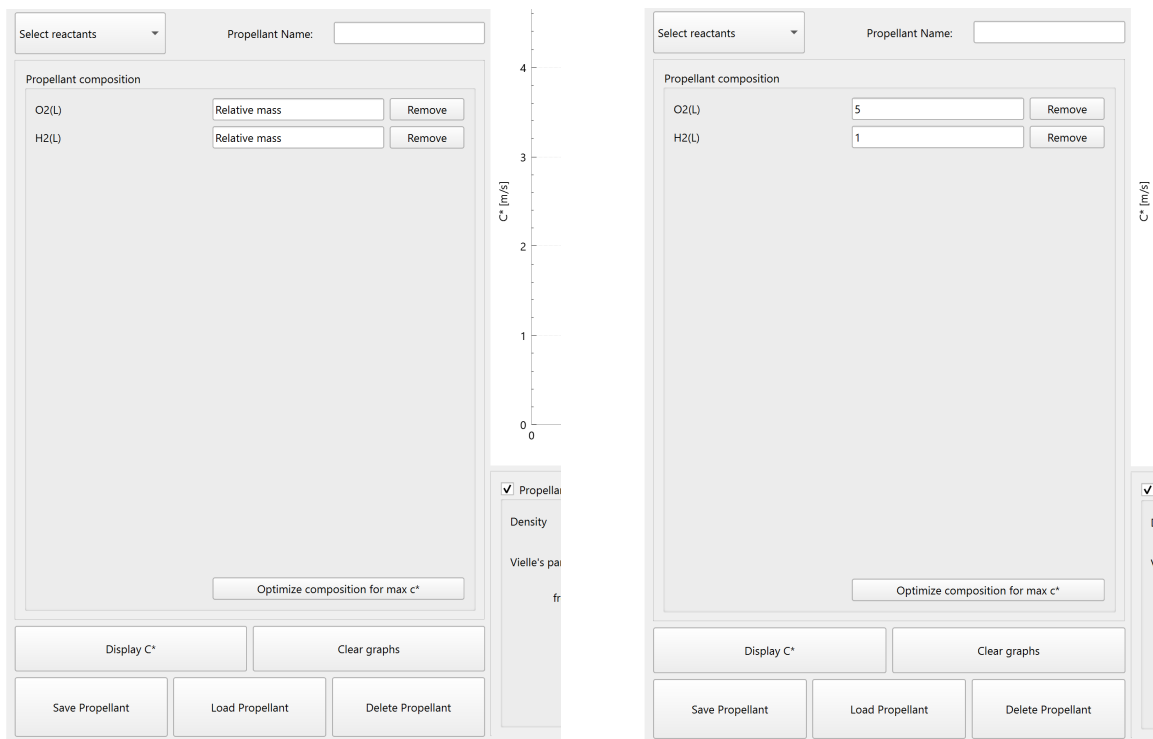 Select reactants
Propellant Name:
Propellant composition
O2(L)
Relative mass
Remove
H2(L)
Relative mass
Remove
Optimize composition for max c*
Display C*
Clear graphs
Save Propellant
Load Propellant
Delete Propellant
C* [m/s]
4
3
2
1
0
0
Propella
Density
Vielle's pa
fr
Select reactants
Propellant Name:
Propellant composition
O2(L)
5
Remove
H2(L)
1
Remove
Optimize composition for max c*
Display C*
Clear graphs
Save Propellant
Load Propellant
Delete Propellant
C* [m/s]